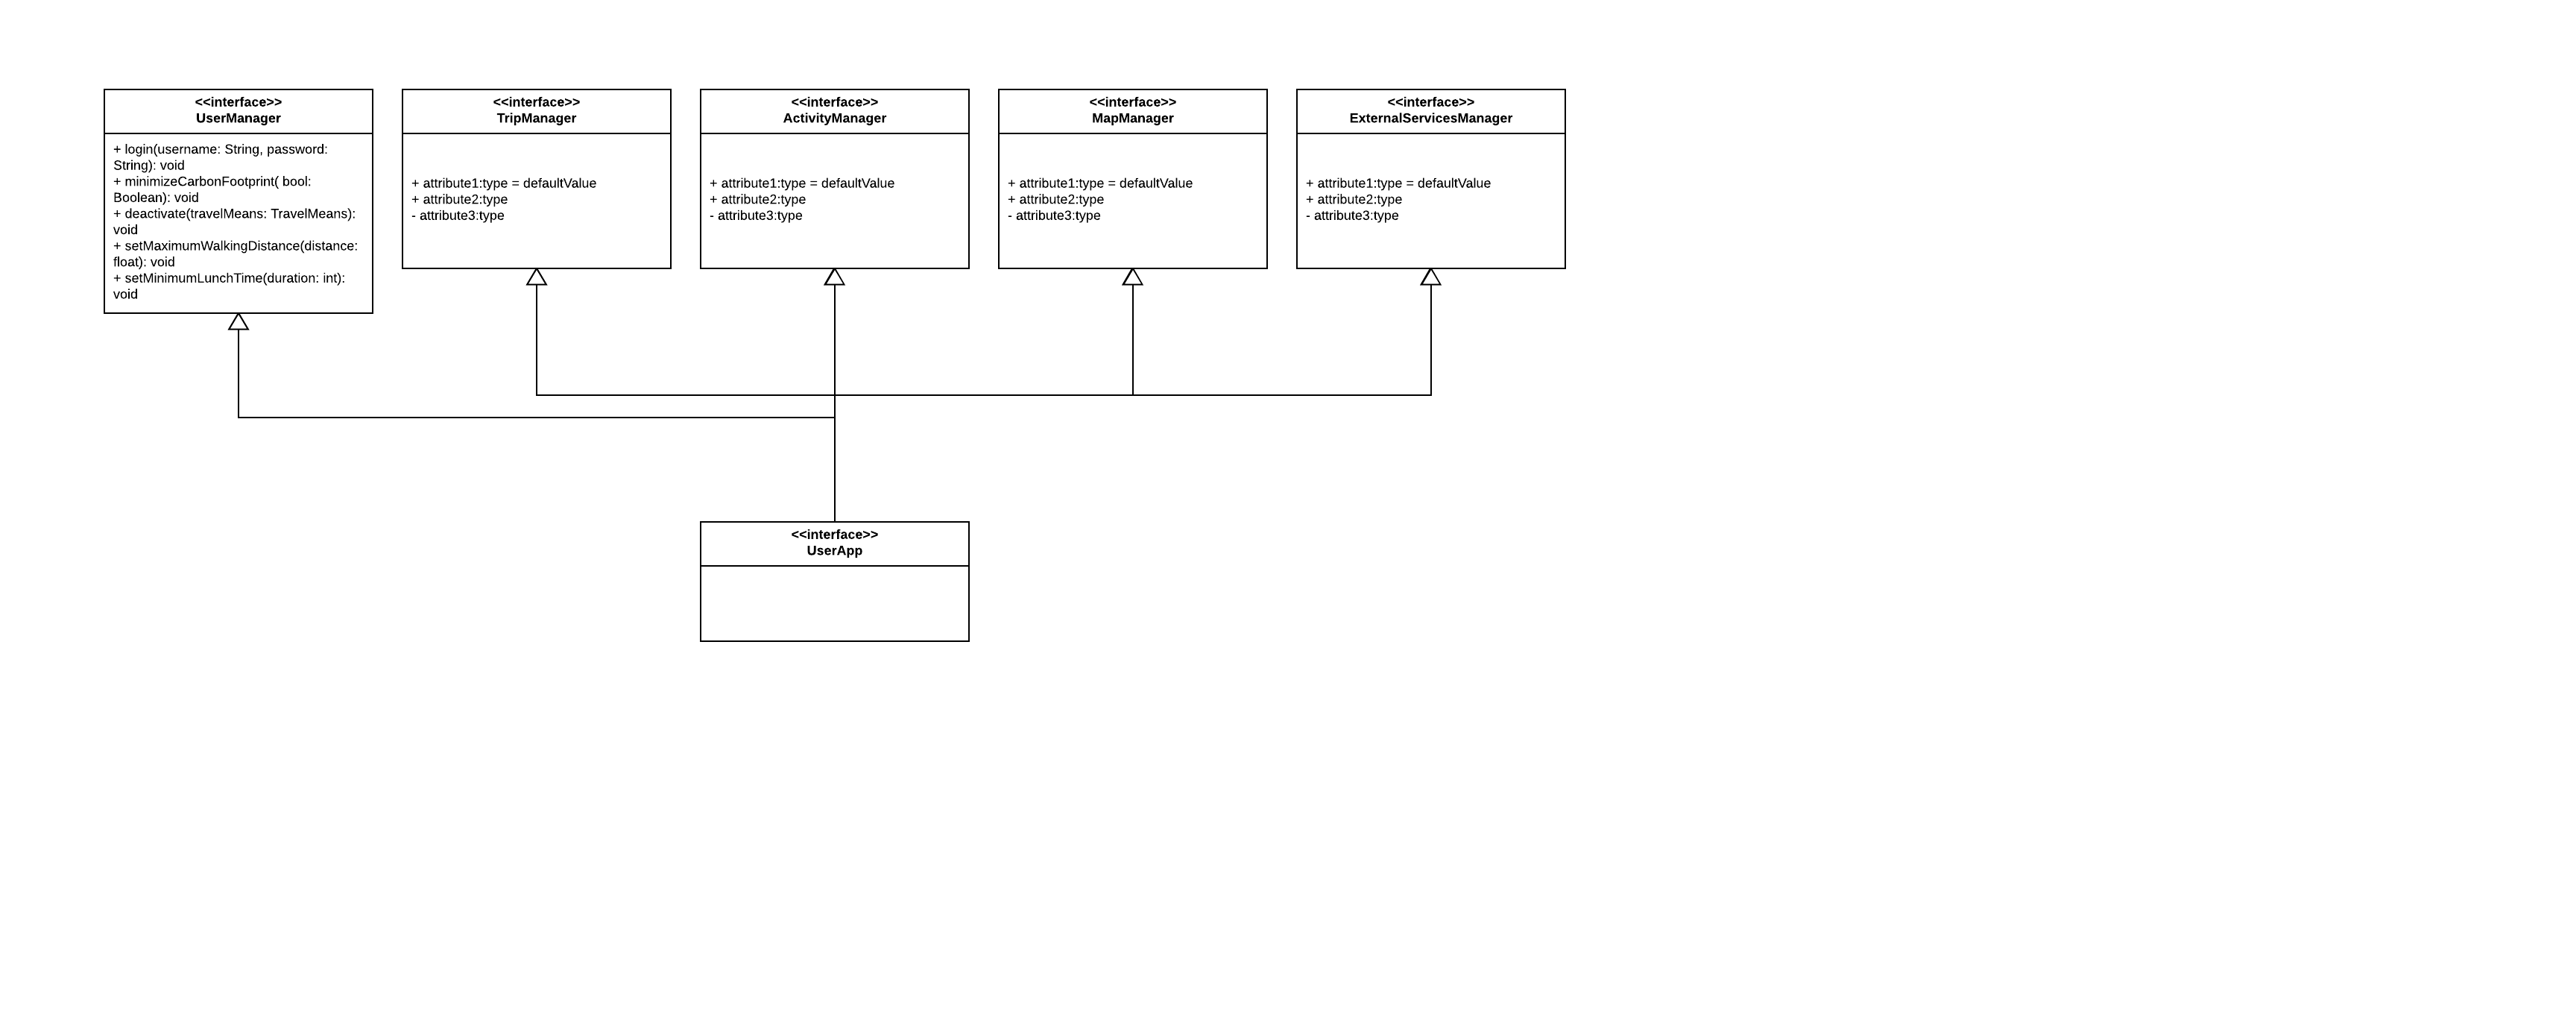 <<interface>>
UserManager
+ login(username: String, password:
String): void
+ minimizeCarbonFootprint( bool:
Boolean): void
+ deactivate(travelMeans: TravelMeans):
void
+ setMaximumWalkingDistance(distance:
float): void
+ setMinimumLunchTime(duration: int):
void
<<interface>>
TripManager
+ attribute1:type = defaultValue
+ attribute2:type
- attribute3:type
<<interface>>
ActivityManager
+ attribute1:type = defaultValue
+ attribute2:type
- attribute3:type
<<interface>>
MapManager
+ attribute1:type = defaultValue
+ attribute2:type
- attribute3:type
<<interface>>
ExternalServicesManager
+ attribute1:type = defaultValue
+ attribute2:type
- attribute3:type
<<interface>>
UserApp